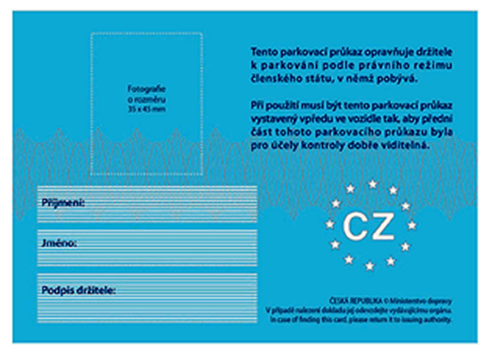 Fotografie
o rozměru
35 x 45 mm
Tento parkovací průkaz opravňuje držitele
k parkování podle právního režimu
členského státu, v němž pobývá.
Při použití musí být tento parkovací průkaz
vystavený vpředu ve vozidle tak, aby přední
část tohoto parkovacího průkazu byla
pro účely kontroly dobře viditelná.
Příjmení:
Jméno:
Podpis držitele:
CZ
ČESKÁ REPUBLIKA © Ministerstvo dopravy
V případě nalezení dokladu jej odevzdejte vydávajícímu orgánu.
In case of finding this card, please return it to issuing authority.